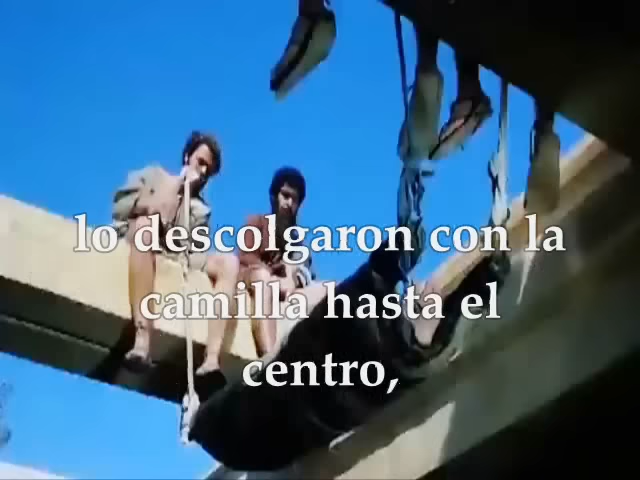 lo descolgaron con la
camilla hasta el
centro,